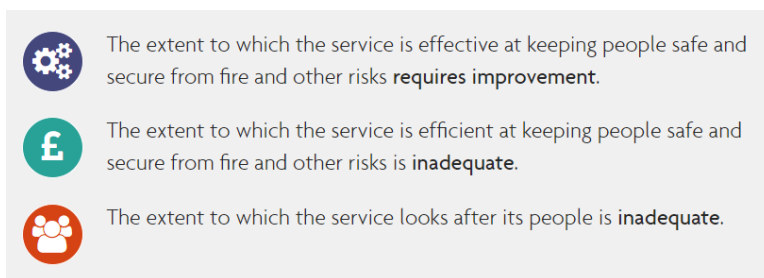 The extent to which the service is effective at keeping people safe and
secure from fire and other risks requires improvement.
£
The extent to which the service is efficient at keeping people safe and
secure from fire and other risks is inadequate.
The extent to which the service looks after its people is inadequate.